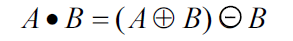 A • B = (A ⊕ B) ⊖ B